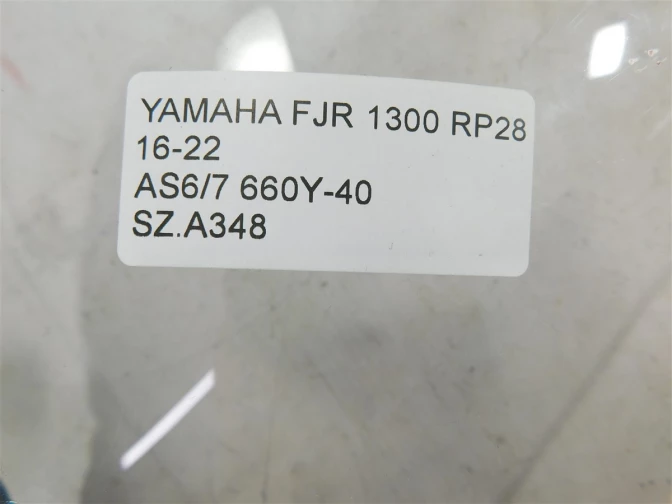 YAMAHA FJR 1300 RP28
16-22
AS6/7 660Y-40
SZ.A348